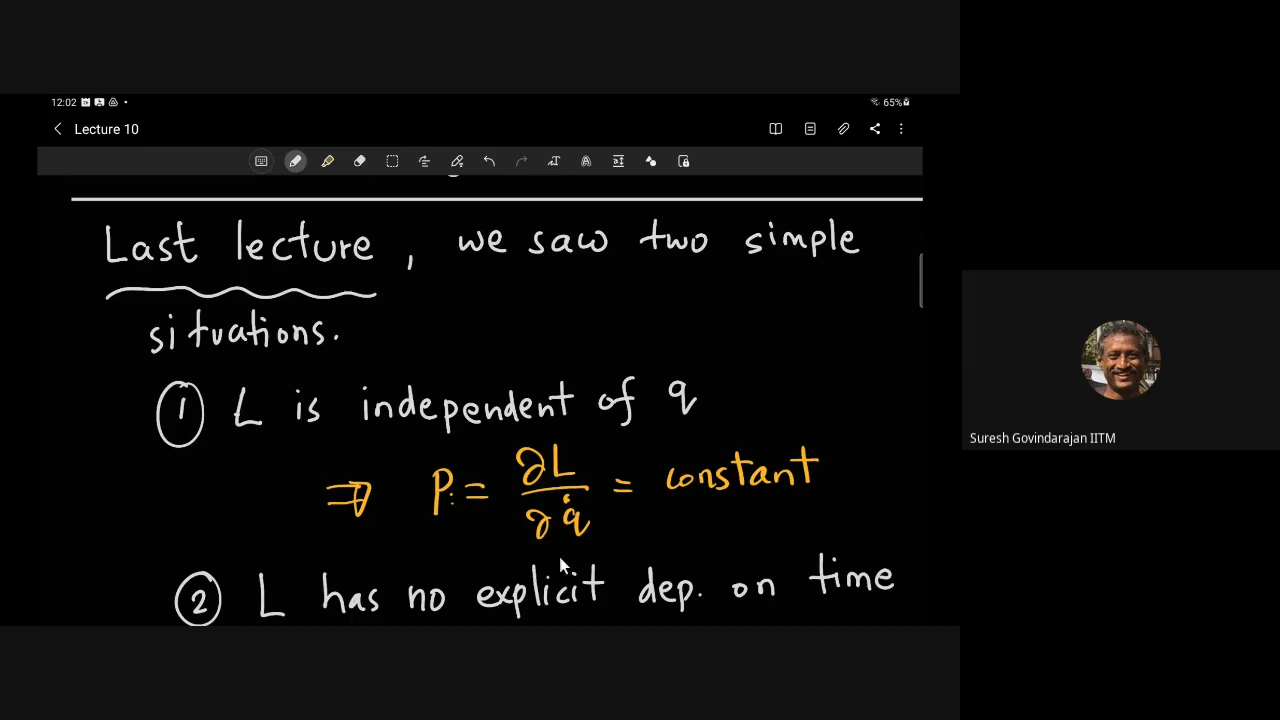 12:02
65%
Lecture 10
Last lecture, we saw two simple
situations.
① L is independent of q
⇒ p := ∂L/∂q̇ = constant
② L has no explicit dep. on time
Suresh Govindarajan IITM